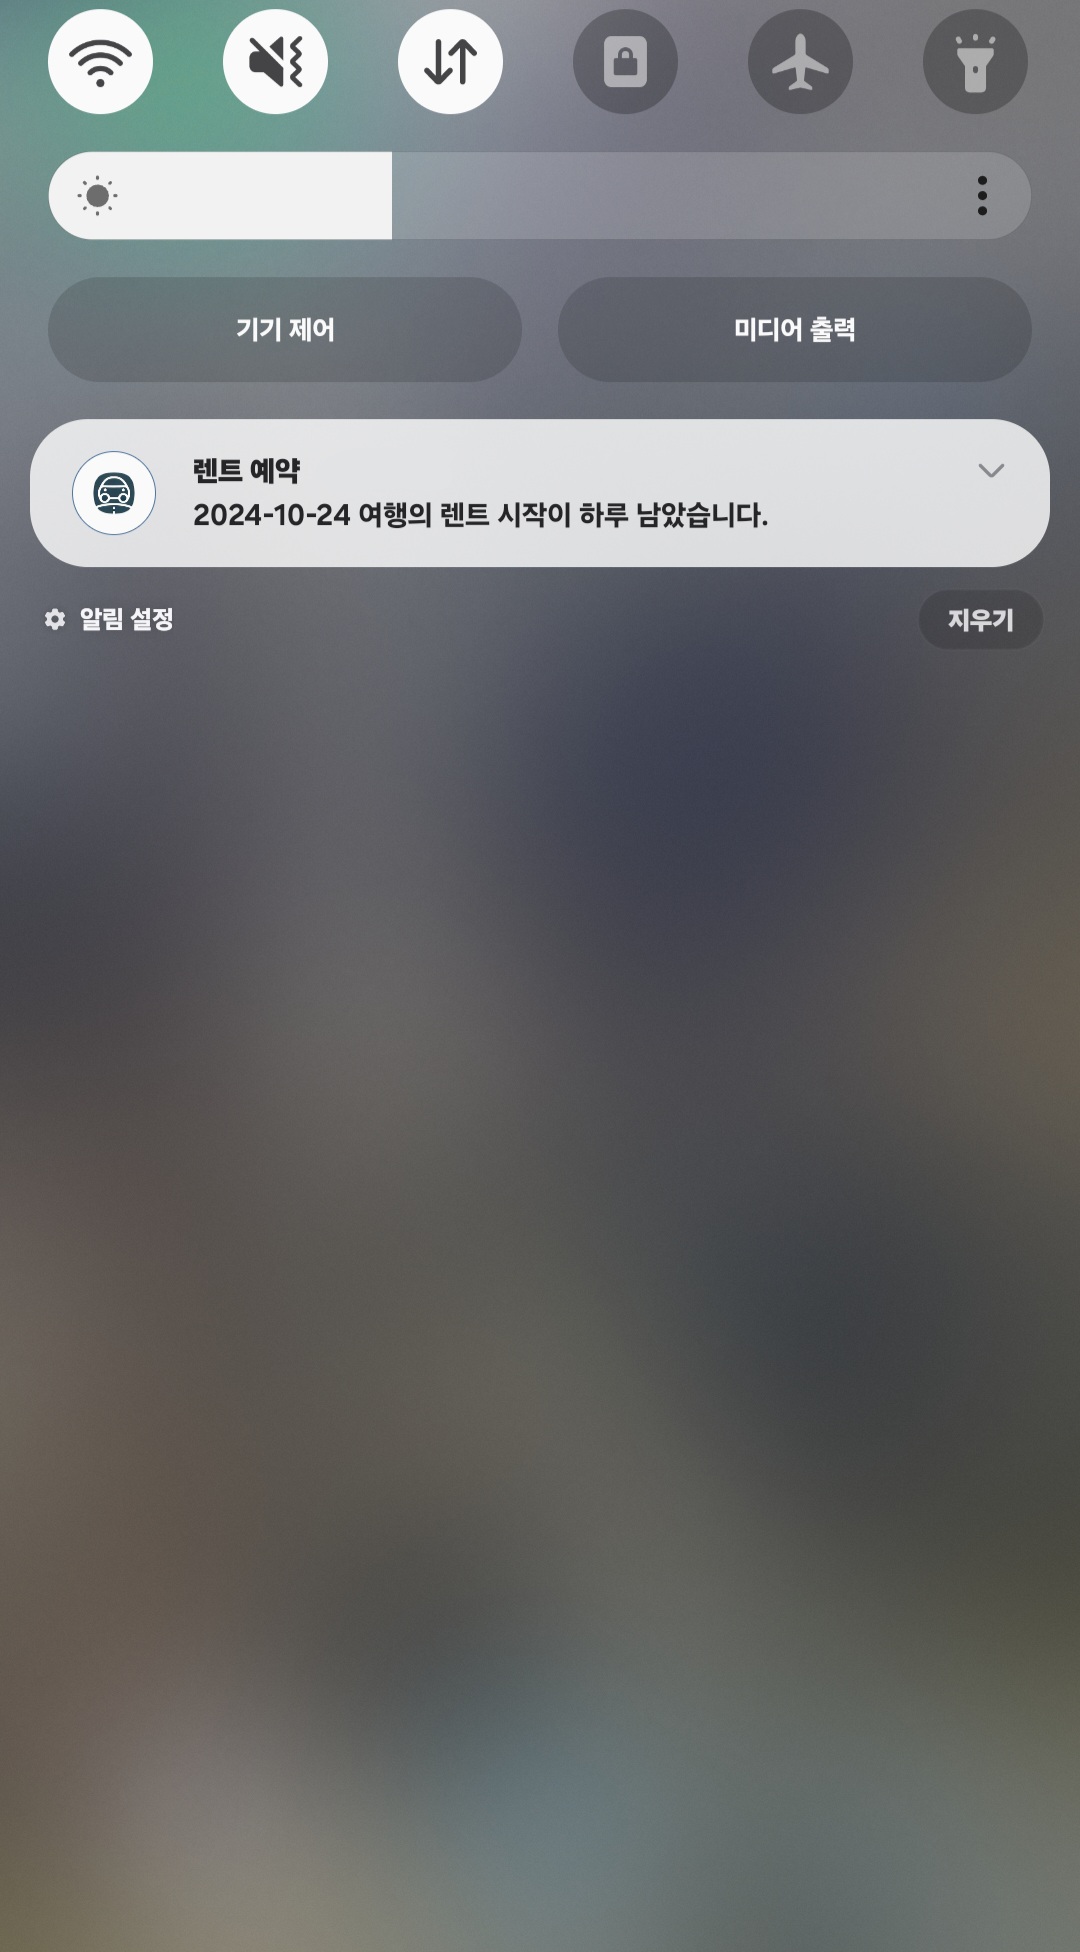 기기 제어
미디어 출력
렌트 예약
2024-10-24 여행의 렌트 시작이 하루 남았습니다.
알림 설정
지우기